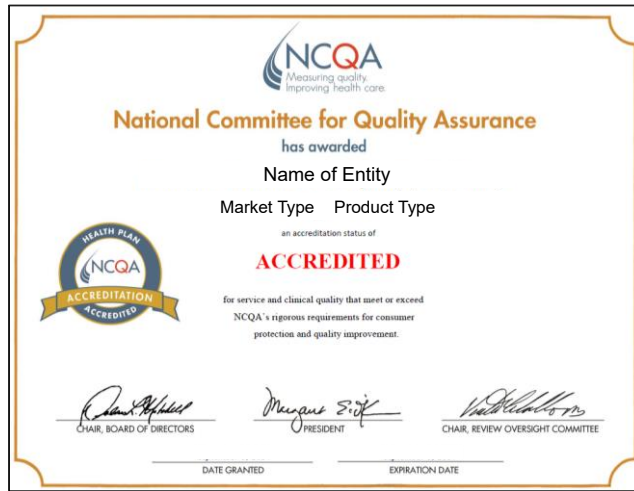 NCQA
Measuring quality.
Improving health care.
National Committee for Quality Assurance
has awarded
Name of Entity
Market Type Product Type
an accreditation status of
ACCREDITED
HEALTH PLAN
NCQA
ACCREDITATION
ACCREDITED
for service and clinical quality that meet or exceed
NCQA's rigorous requirements for consumer
protection and quality improvement.
CHAIR, BOARD OF DIRECTORS
PRESIDENT
CHAIR, REVIEW OVERSIGHT COMMITTEE
DATE GRANTED
EXPIRATION DATE